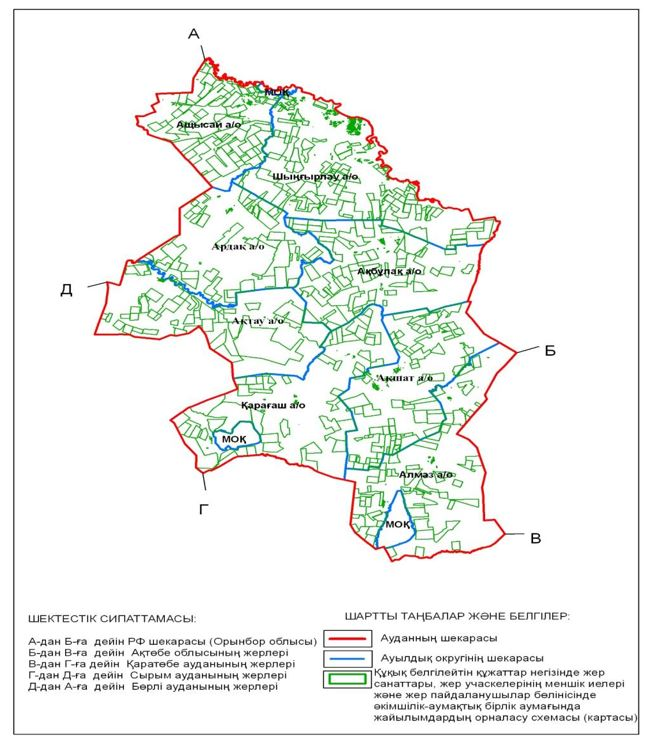 А
МОҚ
Ащысай а/о
Шыңғырлау а/о
Ардақ а/о
Ақбұлақ а/о
Д
Ақтау а/о
Б
Ақшат а/о
Қарағаш а/о
МОҚ
Алмаз а/о
Г
МОҚ
В
ШЕКТЕСТІК СИПАТТАМАСЫ:
А-дан Б-ға дейін РФ шекарасы (Орынбор облысы)
Б-дан В-ға дейін Ақтөбе облысының жерлері
В-дан Г-ға дейін Қаратөбе ауданының жерлері
Г-дан Д-ға дейін Сырым ауданының жерлері
Д-дан А-ға дейін Бөрлі ауданының жерлері
ШАРТТЫ ТАҢБАЛАР ЖӘНЕ БЕЛГІЛЕР:
Ауданның шекарасы
Ауылдық округінің шекарасы
Құқық белгілейтін құжаттар негізінде жер
санаттары, жер учаскелерінің меншік иелері
және жер пайдаланушылар бөлінісінде
әкімшілік-аумақтық бірлік аумағында
жайылымдардың орналасу схемасы (картасы)